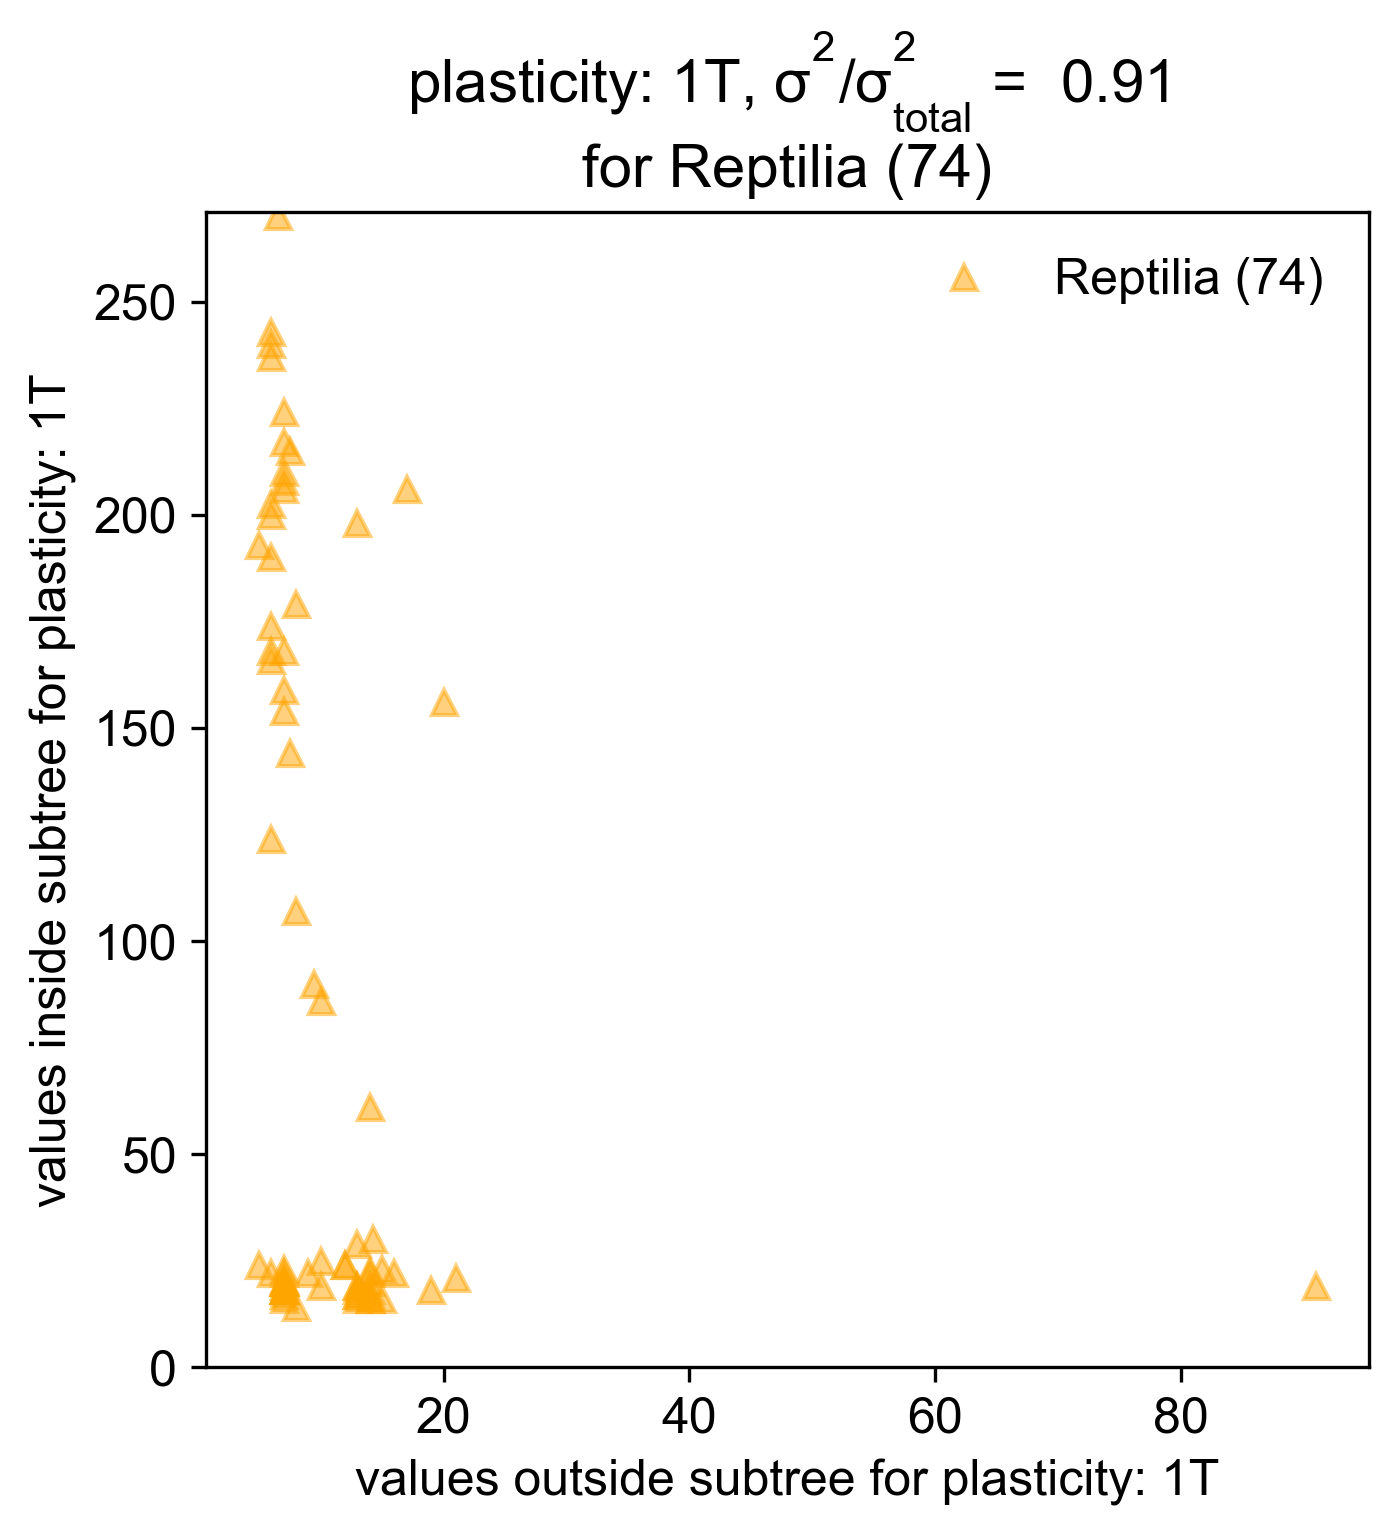 plasticity: 1T, σ²/σ²total = 0.91
for Reptilia (74)
Reptilia (74)
250
200
150
100
50
0
values inside subtree for plasticity: 1T
20 40 60 80
values outside subtree for plasticity: 1T